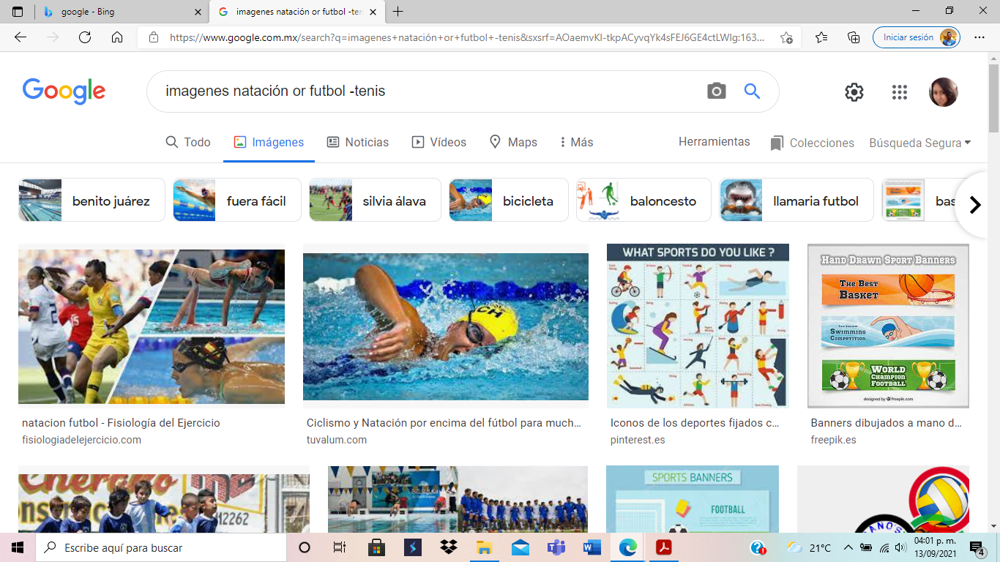 google - Bing
imagenes natación or futbol -ten
https://www.google.com.mx/search?q=imagenes+natación+or+futbol+-tenis&sxsrf=AOaemvKI-tkpACyvqYk4sFEJ6GE4ctLWIg:163...
Iniciar sesión
Google
imagenes natación or futbol -tenis
Todo
Imágenes
Noticias
Vídeos
Maps
Más
Herramientas
Colecciones
Búsqueda Segura
benito juárez
fuera fácil
silvia álava
bicicleta
baloncesto
llamaria futbol
bas
WHAT SPORTS DO YOU LIKE ?
HAND DRAWN SPORT BANNERS
THE BEST
BASKET
SWIMMING
COMPETITION
WORLD
CHAMPION
FOOTBALL
designed by freepik.com
CH
2
15
natacion futbol - Fisiología del Ejercicio
fisiologiadelejercicio.com
Ciclismo y Natación por encima del fútbol para much...
tuvalum.com
Iconos de los deportes fijados c...
pinterest.es
Banners dibujados a mano d...
freepik.es
12262
SPORTS BANNERS
FOOTBALL
ANOS
Escribe aquí para buscar
21°C
04:01 p. m.
13/09/2021
4